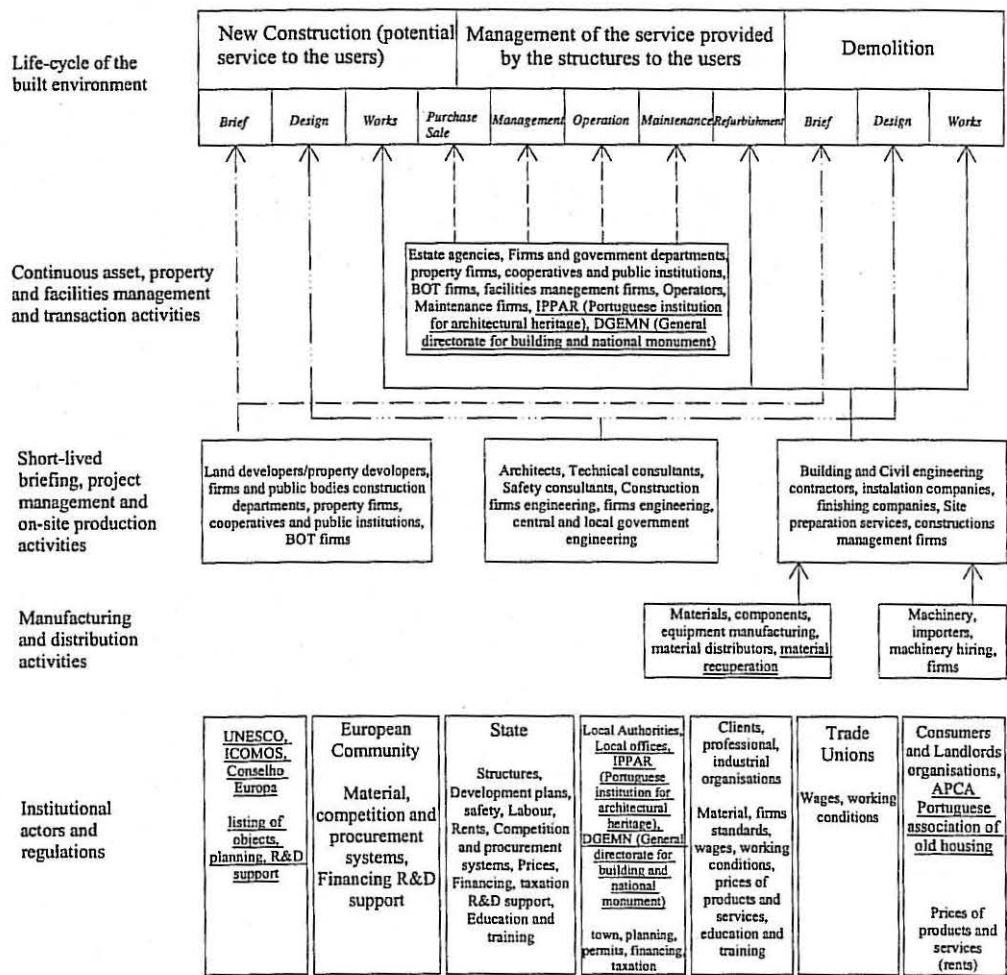 Life-cycle of the
built environment
New Construction (potential
service to the users)
Management of the service provided
by the structures to the users
Demolition
Brief
Design
Works
Purchase
Sale
Management
Operation
Maintenance
Refurbishment
Brief
Design
Works
Continuous asset, property
and facilities management
and transaction activities
Estate agencies, Firms and government departments,
property firms, cooperatives and public institutions,
BOT firms, facilities manegement firms, Operators,
Maintenance firms, IPPAR (Portuguese institution
for architectural heritage), DGEMN (General
directorate for building and national monument)
Short-lived
briefing, project
management and
on-site production
activities
Land developers/property devolopers,
firms and public bodies construction
departments, property firms,
cooperatives and public institutions,
BOT firms
Architects, Technical consultants,
Safety consultants, Construction
firms engineering, firms engineering,
central and local government
engineering
Building and Civil engineering
contractors, instalation companies,
finishing companies, Site
preparation services, constructions
management firms
Manufacturing
and distribution
activities
Materials, components,
equipment manufacturing,
material distributors, material
recuperation
Machinery,
importers,
machinery hiring,
firms
Institutional
actors and
regulations
UNESCO,
ICOMOS,
Conselho
Europa
listing of
objects,
planning, R&D
support
European
Community
Material,
competition and
procurement
systems,
Financing R&D
support
State
Structures,
Development plans,
safety, Labour,
Rents, Competition
and procurement
systems, Prices,
Financing, taxation
R&D support,
Education and
training
Local Authorities,
Local offices,
IPPAR
(Portuguese
institution for
architectural
heritage),
DGEMN (General
directorate for
building and
national
monument)
town, planning,
permits, financing,
taxation
Clients,
professional,
industrial
organisations
Material, firms
standards,
wages, working
conditions,
prices of
products and
services,
education and
training
Trade
Unions
Wages, working
conditions
Consumers
and Landlords
organisations,
APCA
Portuguese
association of
old housing
Prices of
products and
services
(rents)